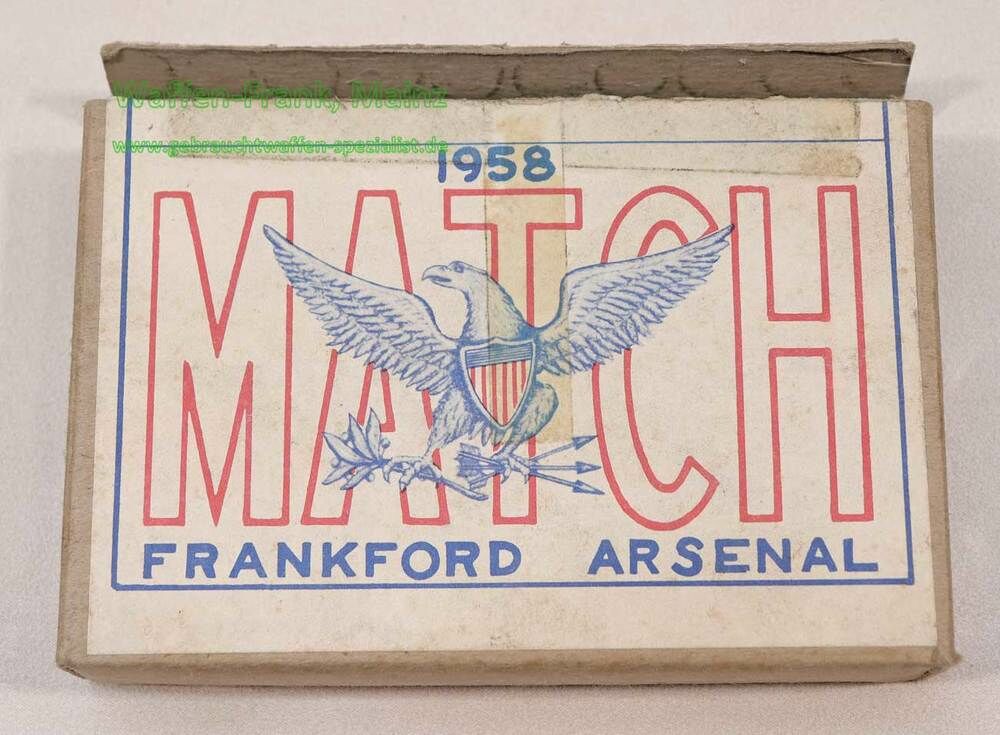 Waffen-Frank, Mainz
www.gebrauchtwaffen-spezialist.de
1958
MATCH
FRANKFORD ARSENAL